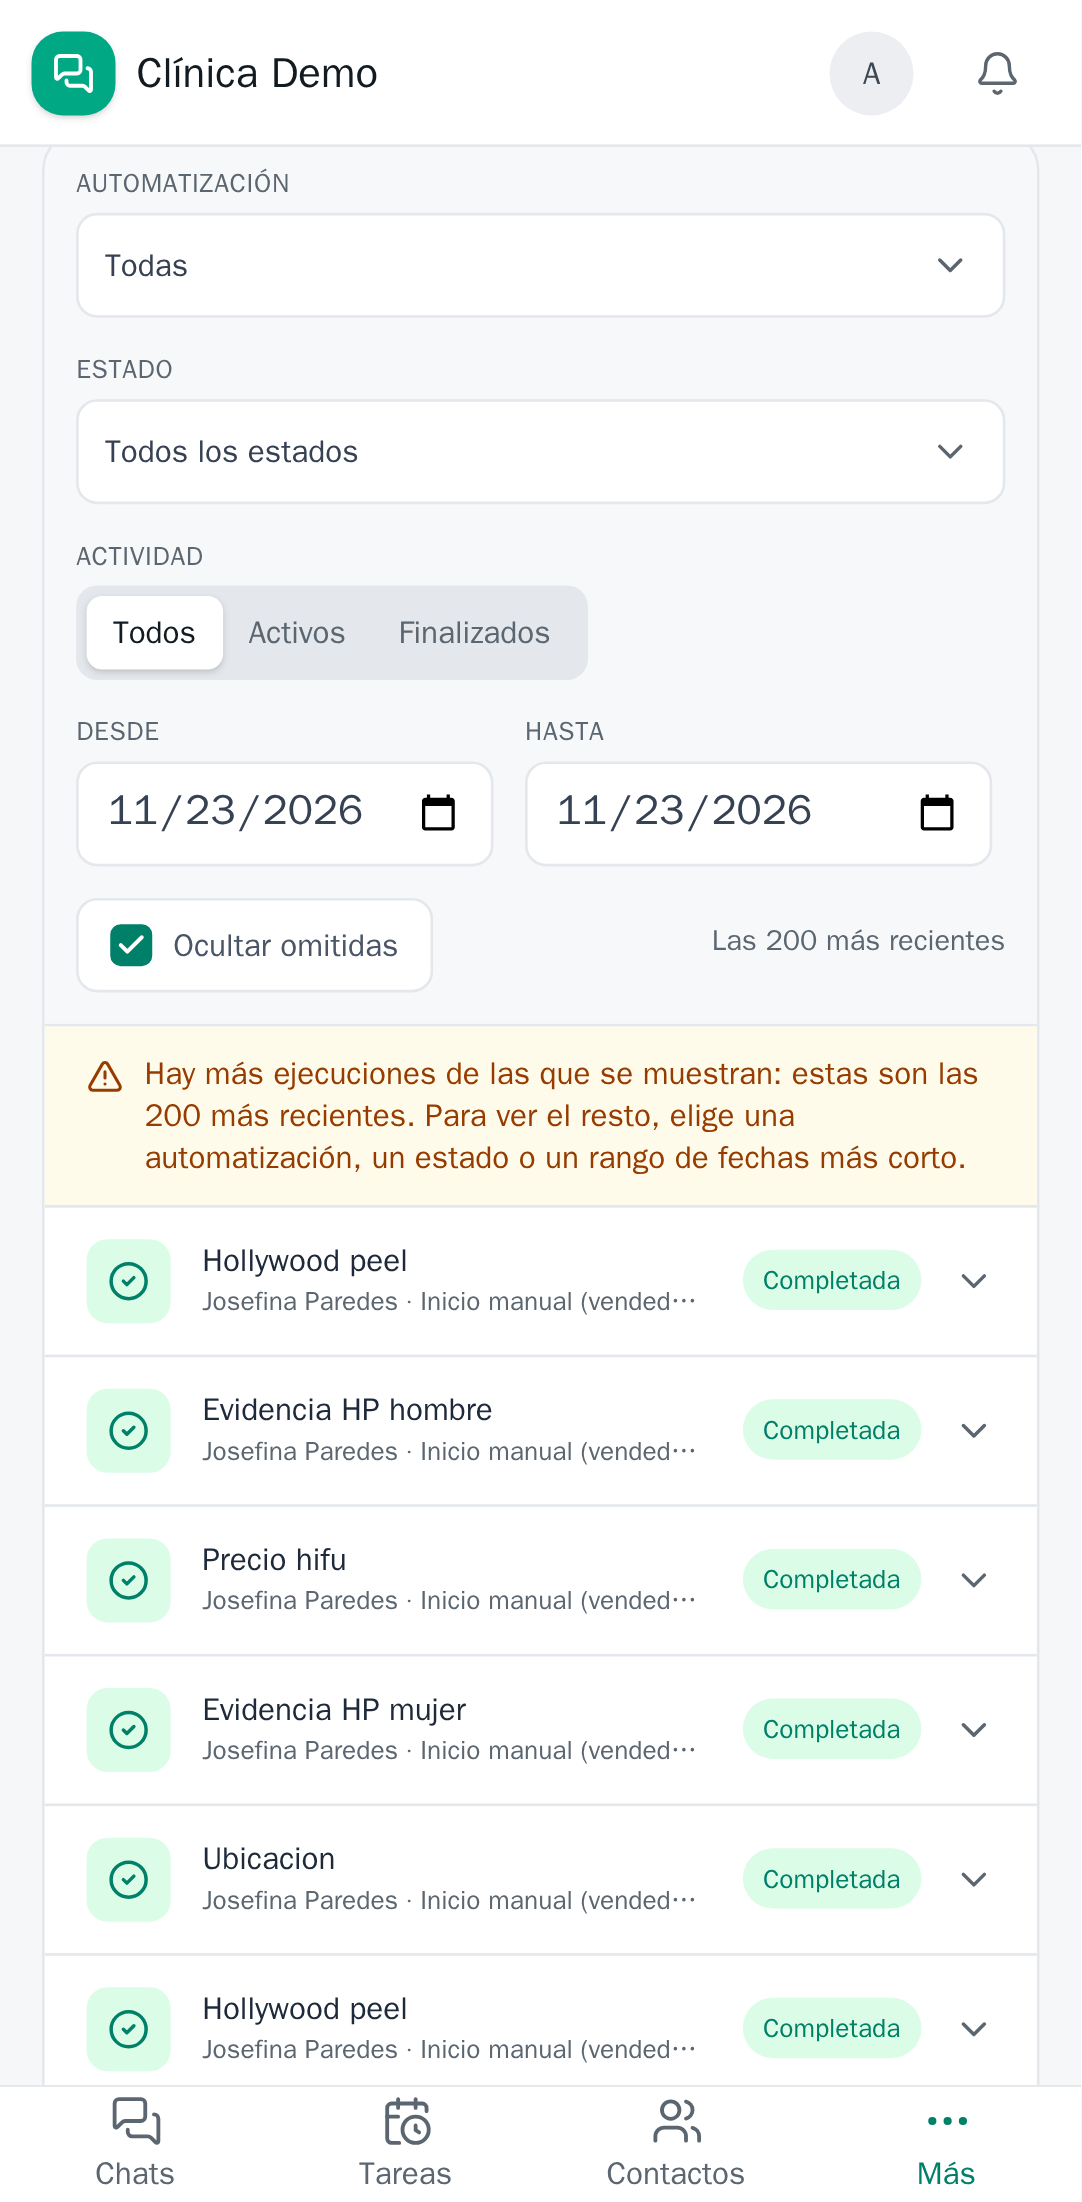 Clínica Demo
A
AUTOMATIZACIÓN
Todas
ESTADO
Todos los estados
ACTIVIDAD
Todos Activos Finalizados
DESDE HASTA
11/23/2026 11/23/2026
Ocultar omitidas Las 200 más recientes
Hay más ejecuciones de las que se muestran: estas son las
200 más recientes. Para ver el resto, elige una
automatización, un estado o un rango de fechas más corto.
Hollywood peel
Josefina Paredes · Inicio manual (vended… Completada
Evidencia HP hombre
Josefina Paredes · Inicio manual (vended… Completada
Precio hifu
Josefina Paredes · Inicio manual (vended… Completada
Evidencia HP mujer
Josefina Paredes · Inicio manual (vended… Completada
Ubicacion
Josefina Paredes · Inicio manual (vended… Completada
Hollywood peel
Josefina Paredes · Inicio manual (vended… Completada
Chats Tareas Contactos Más